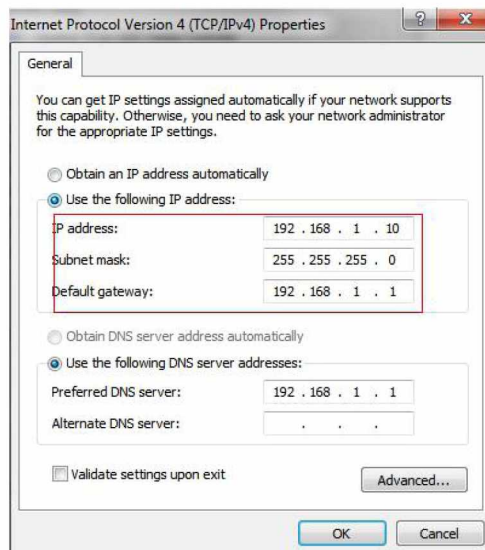 Internet Protocol Version 4 (TCP/IPv4) Properties
General
You can get IP settings assigned automatically if your network supports
this capability. Otherwise, you need to ask your network administrator
for the appropriate IP settings.
Obtain an IP address automatically
Use the following IP address:
IP address: 192 . 168 . 1 . 10
Subnet mask: 255 . 255 . 255 . 0
Default gateway: 192 . 168 . 1 . 1
Obtain DNS server address automatically
Use the following DNS server addresses:
Preferred DNS server: 192 . 168 . 1 . 1
Alternate DNS server: . . .
Validate settings upon exit
Advanced...
OK Cancel